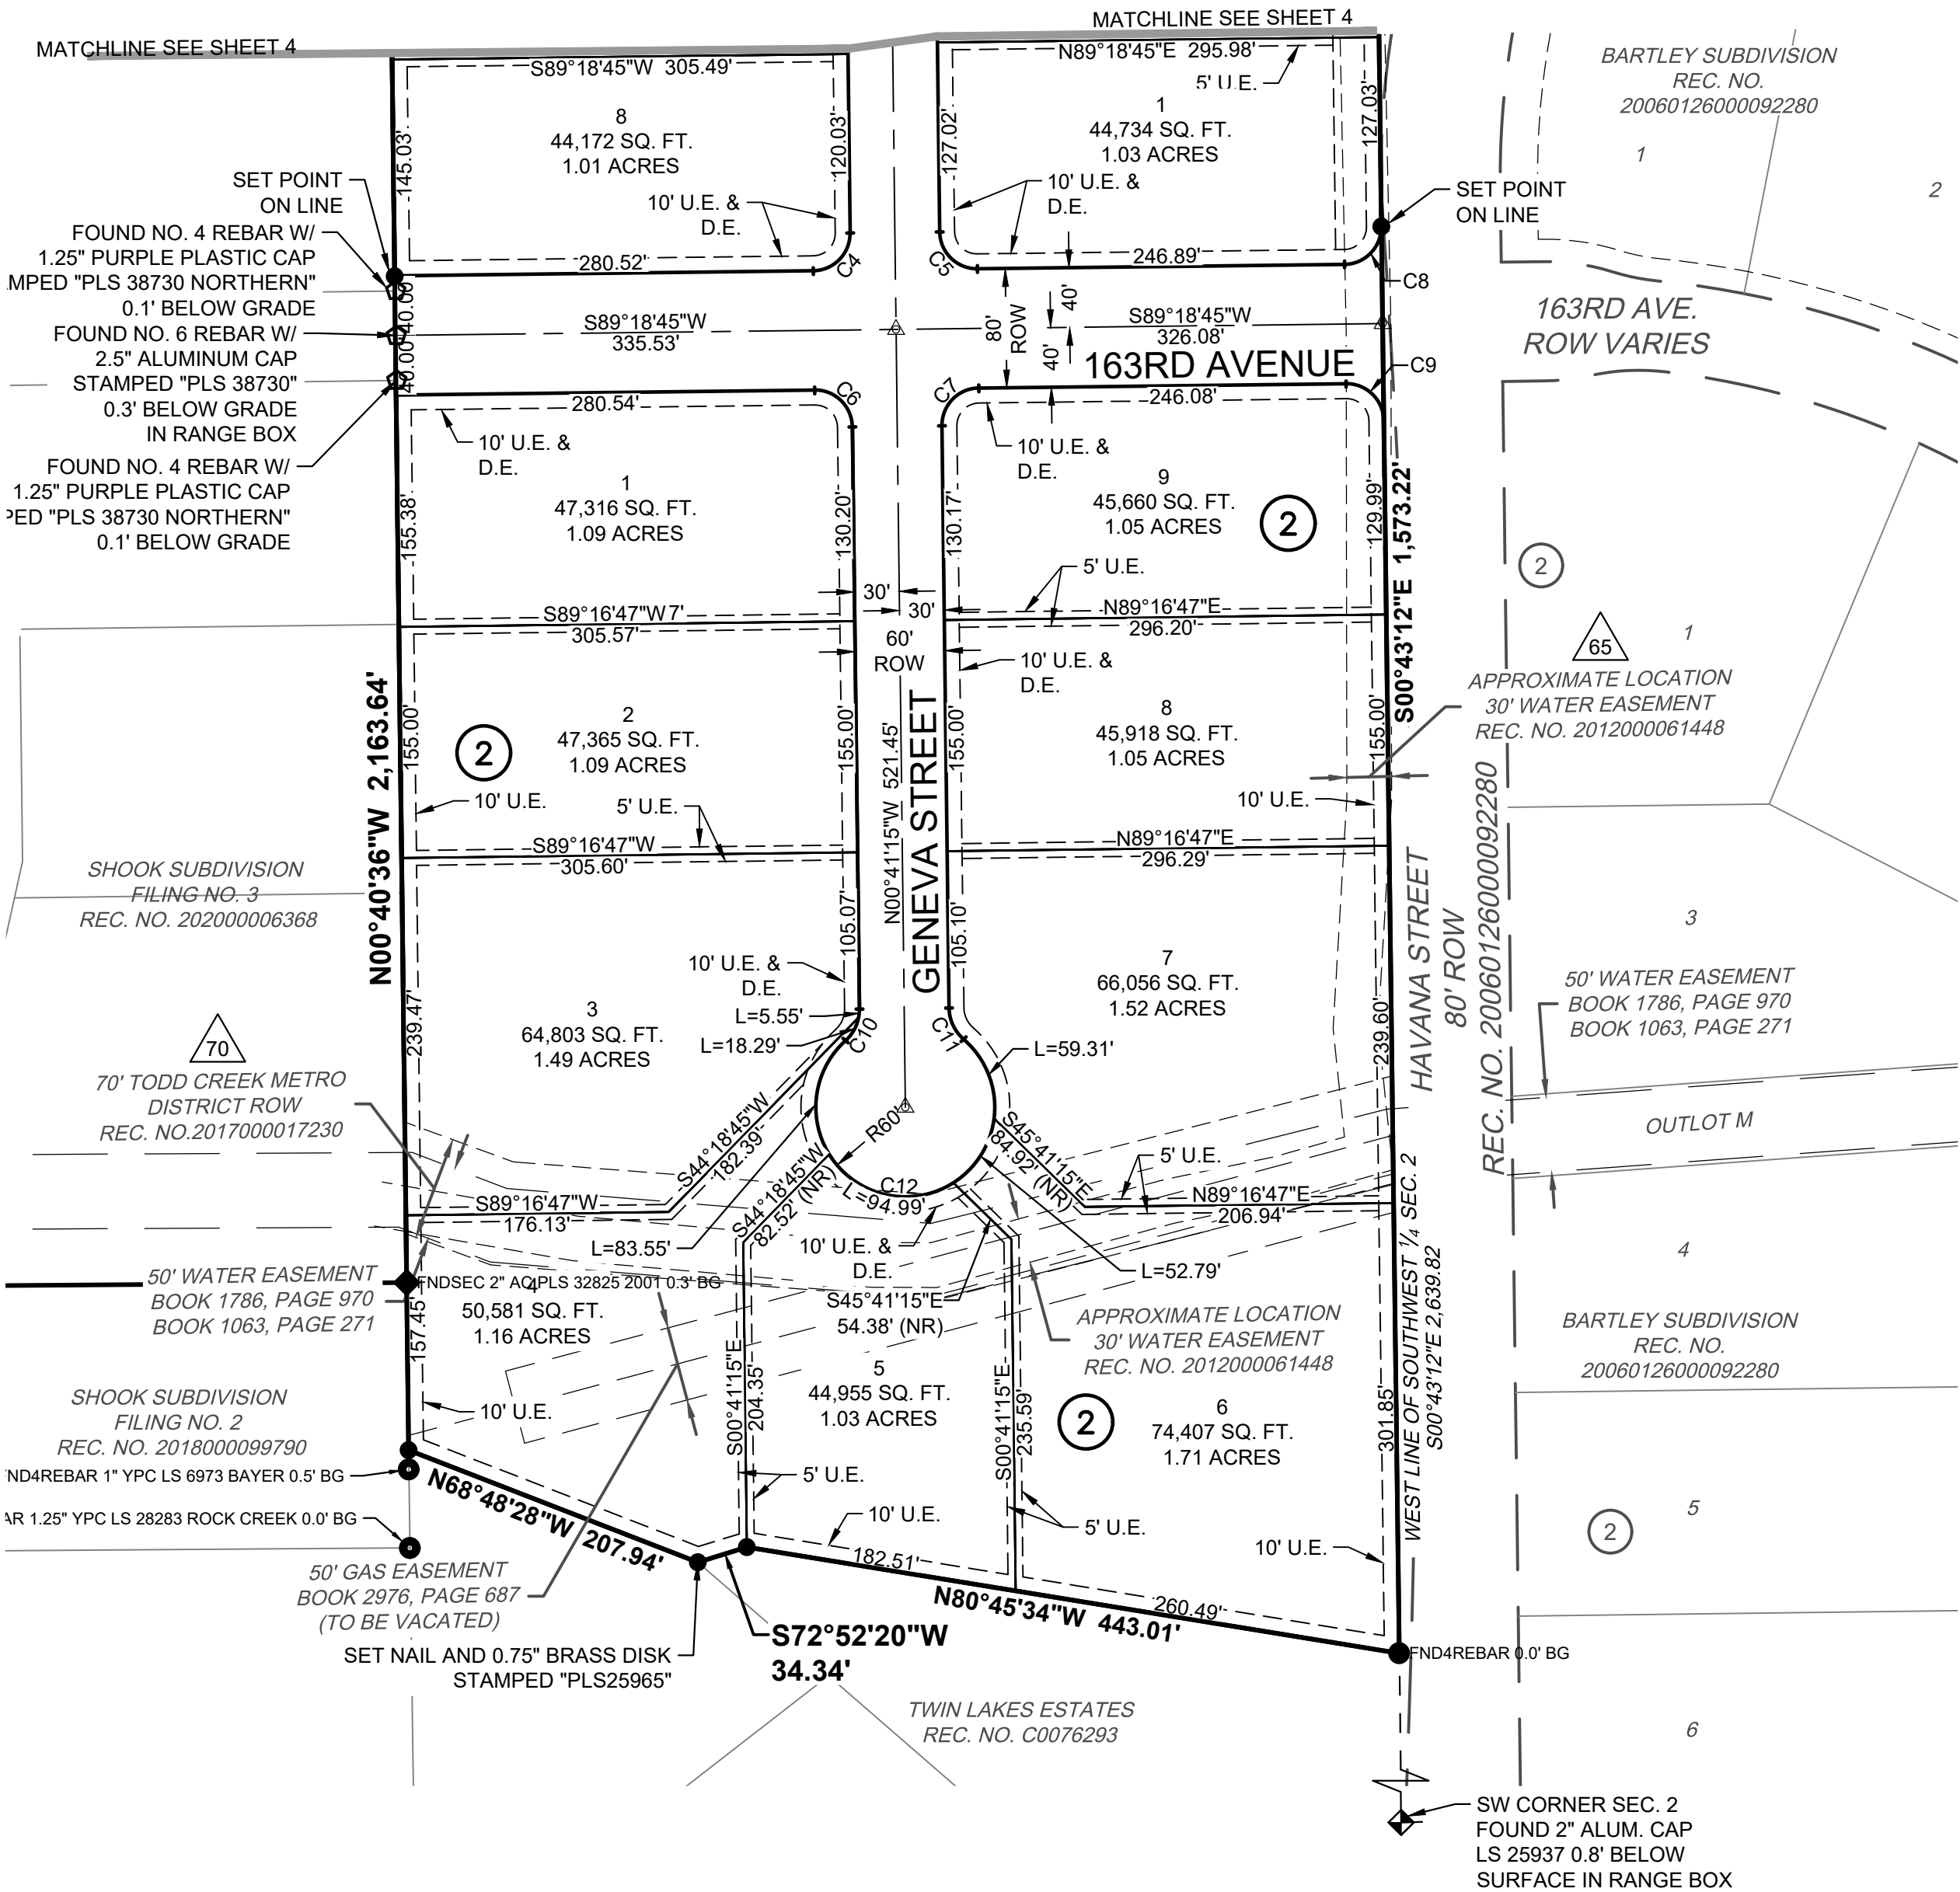 MATCHLINE SEE SHEET 4
MATCHLINE SEE SHEET 4
S89°18'45"W 305.49'
N89°18'45"E 295.98'
5' U.E.
BARTLEY SUBDIVISION
REC. NO.
20060126000092280
1
2
8
44,172 SQ. FT.
1.01 ACRES
145.03'
120.03'
127.02'
1
44,734 SQ. FT.
1.03 ACRES
127.03'
10' U.E. &
D.E.
10' U.E. &
D.E.
SET POINT
ON LINE
SET POINT
ON LINE
FOUND NO. 4 REBAR W/
1.25" PURPLE PLASTIC CAP
MPED "PLS 38730 NORTHERN"
0.1' BELOW GRADE
FOUND NO. 6 REBAR W/
2.5" ALUMINUM CAP
STAMPED "PLS 38730"
0.3' BELOW GRADE
IN RANGE BOX
FOUND NO. 4 REBAR W/
1.25" PURPLE PLASTIC CAP
PED "PLS 38730 NORTHERN"
0.1' BELOW GRADE
280.52'
C4
C5
246.89'
C8
40.00'
40.00'
S89°18'45"W
335.53'
80'
ROW
40'
40'
S89°18'45"W
326.08'
163RD AVENUE
163RD AVE.
ROW VARIES
C9
280.54'
C6
C7
246.08'
10' U.E. &
D.E.
10' U.E. &
D.E.
1
47,316 SQ. FT.
1.09 ACRES
155.38'
130.20'
130.17'
9
45,660 SQ. FT.
1.05 ACRES
2
129.99'
S00°43'12"E 1,573.22'
2
5' U.E.
30'
30'
S89°16'47"W 7'
305.57'
N89°16'47"E
296.20'
60'
ROW
10' U.E. &
D.E.
65
1
APPROXIMATE LOCATION
30' WATER EASEMENT
REC. NO. 2012000061448
N00°40'36"W 2,163.64'
155.00'
2
2
47,365 SQ. FT.
1.09 ACRES
155.00'
N00°41'15"W 521.45'
GENEVA STREET
155.00'
8
45,918 SQ. FT.
1.05 ACRES
155.00'
10' U.E.
5' U.E.
10' U.E.
S89°16'47"W
305.60'
N89°16'47"E
296.29'
SHOOK SUBDIVISION
FILING NO. 3
REC. NO. 202000006368
HAVANA STREET
80' ROW
REC. NO. 20060126000092280
3
50' WATER EASEMENT
BOOK 1786, PAGE 970
BOOK 1063, PAGE 271
239.47'
105.07'
105.10'
10' U.E. &
D.E.
L=5.55'
L=18.29'
C10
C11
L=59.31'
3
64,803 SQ. FT.
1.49 ACRES
7
66,056 SQ. FT.
1.52 ACRES
239.60'
70
70' TODD CREEK METRO
DISTRICT ROW
REC. NO.2017000017230
OUTLOT M
S44°18'45"W
182.39'
R60'
S45°41'15"E
84.92' (NR)
5' U.E.
S44°18'45"W
82.52' (NR)
C12
L=94.99'
S89°16'47"W
176.13'
N89°16'47"E
206.94'
L=83.55'
10' U.E. &
D.E.
L=52.79'
50' WATER EASEMENT
BOOK 1786, PAGE 970
BOOK 1063, PAGE 271
FNDSEC 2" AC PLS 32825 2001 0.3' BG
4
50,581 SQ. FT.
1.16 ACRES
157.45'
S45°41'15"E
54.38' (NR)
APPROXIMATE LOCATION
30' WATER EASEMENT
REC. NO. 2012000061448
WEST LINE OF SOUTHWEST ¼ SEC. 2
S00°43'12"E 2,639.82
4
BARTLEY SUBDIVISION
REC. NO.
20060126000092280
SHOOK SUBDIVISION
FILING NO. 2
REC. NO. 2018000099790
10' U.E.
S00°41'15"E
204.35'
5
44,955 SQ. FT.
1.03 ACRES
S00°41'15"E
235.59'
2
6
74,407 SQ. FT.
1.71 ACRES
301.85'
FND4REBAR 1" YPC LS 6973 BAYER 0.5' BG
AR 1.25" YPC LS 28283 ROCK CREEK 0.0' BG
N68°48'28"W 207.94'
5' U.E.
10' U.E.
5' U.E.
10' U.E.
5
2
182.51'
50' GAS EASEMENT
BOOK 2976, PAGE 687
(TO BE VACATED)
N80°45'34"W 443.01'
260.49'
S72°52'20"W
34.34'
SET NAIL AND 0.75" BRASS DISK
STAMPED "PLS25965"
FND4REBAR 0.0' BG
TWIN LAKES ESTATES
REC. NO. C0076293
6
SW CORNER SEC. 2
FOUND 2" ALUM. CAP
LS 25937 0.8' BELOW
SURFACE IN RANGE BOX